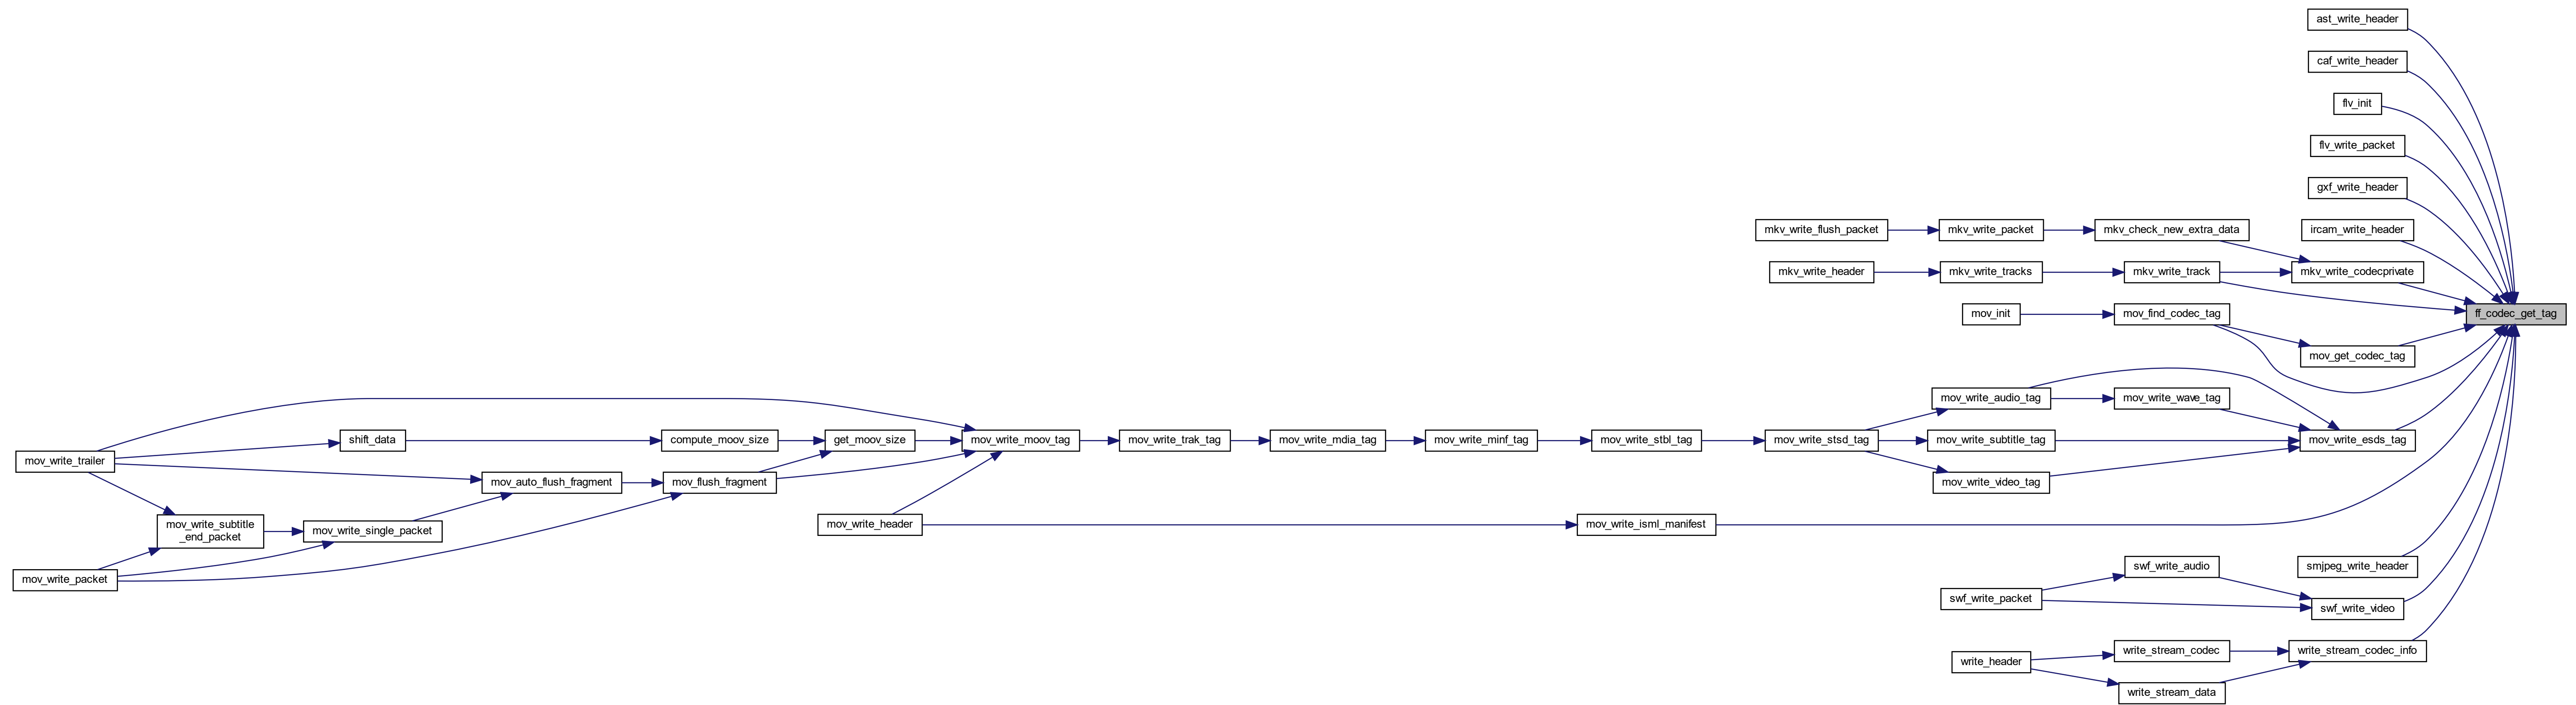 ast_write_header
caf_write_header
flv_init
flv_write_packet
gxf_write_header
mkv_write_flush_packet
mkv_write_packet
mkv_check_new_extra_data
ircam_write_header
mkv_write_header
mkv_write_tracks
mkv_write_track
mkv_write_codecprivate
mov_init
mov_find_codec_tag
ff_codec_get_tag
mov_get_codec_tag
mov_write_audio_tag
mov_write_wave_tag
shift_data
compute_moov_size
get_moov_size
mov_write_moov_tag
mov_write_trak_tag
mov_write_mdia_tag
mov_write_minf_tag
mov_write_stbl_tag
mov_write_stsd_tag
mov_write_subtitle_tag
mov_write_esds_tag
mov_write_trailer
mov_auto_flush_fragment
mov_flush_fragment
mov_write_video_tag
mov_write_subtitle
_end_packet
mov_write_single_packet
mov_write_header
mov_write_isml_manifest
mov_write_packet
swf_write_audio
smjpeg_write_header
swf_write_packet
swf_write_video
write_header
write_stream_codec
write_stream_codec_info
write_stream_data